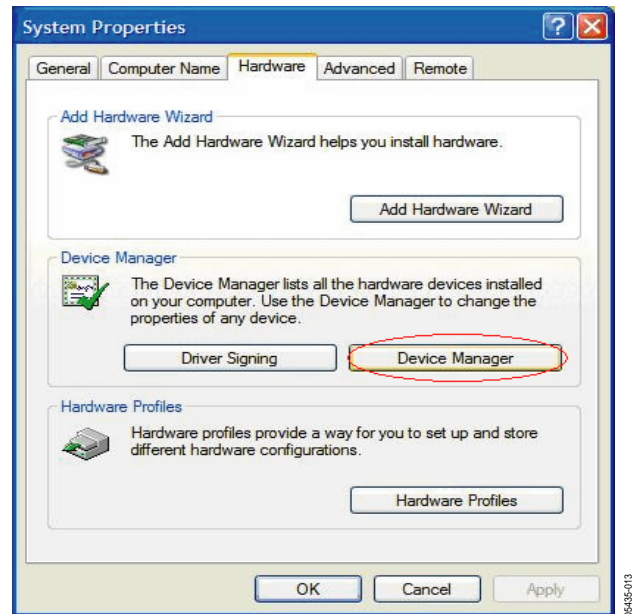 System Properties
General Computer Name Hardware Advanced Remote
Add Hardware Wizard
The Add Hardware Wizard helps you install hardware.
Add Hardware Wizard
Device Manager
The Device Manager lists all the hardware devices installed
on your computer. Use the Device Manager to change the
properties of any device.
Driver Signing Device Manager
Hardware Profiles
Hardware profiles provide a way for you to set up and store
different hardware configurations.
Hardware Profiles
OK Cancel Apply